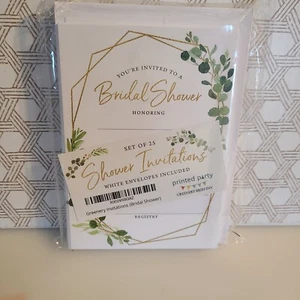 YOU'RE INVITED TO A
Bridal Shower
HONORING
SET OF 25
Shower Invitations
WHITE ENVELOPES INCLUDED
printed party
Greenery Invitations (Bridal Shower)
REGISTRY